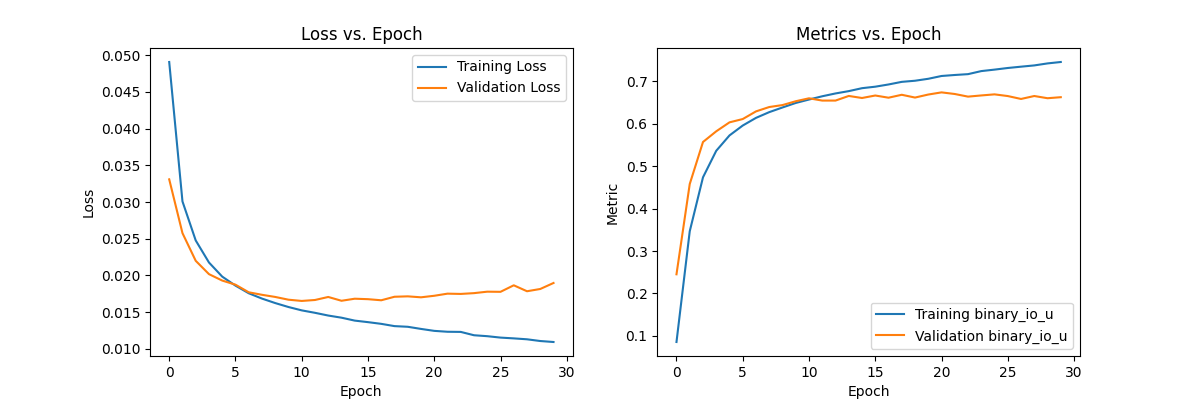 Loss vs. Epoch
0.050
0.045
0.040
0.035
0.030
0.025
0.020
0.015
0.010
Loss
Training Loss
Validation Loss
0 5 10 15 20 25 30
Epoch
Metrics vs. Epoch
0.7
0.6
0.5
0.4
0.3
0.2
0.1
Metric
Training binary_io_u
Validation binary_io_u
0 5 10 15 20 25 30
Epoch